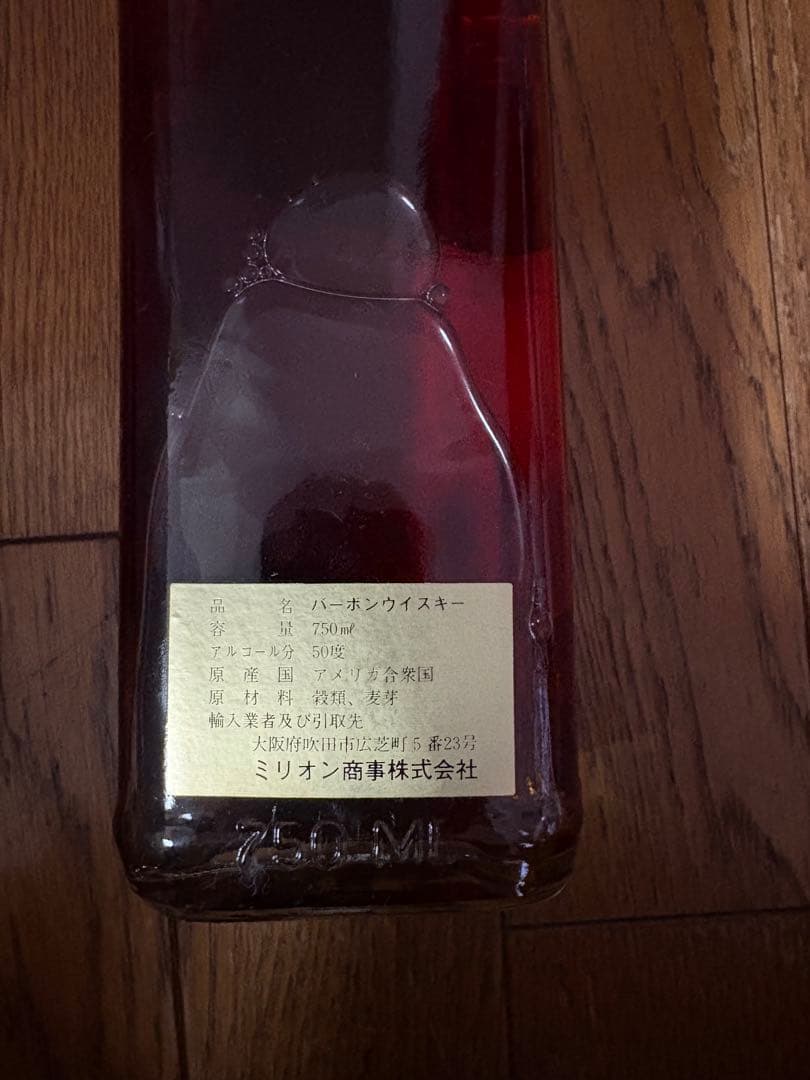 品名 バーボンウイスキー
容量 750㎖
アルコール分 50度
原産国 アメリカ合衆国
原材料 穀類、麦芽
輸入業者及び引取先
大阪府吹田市広芝町5番23号
ミリオン商事株式会社
750 ML